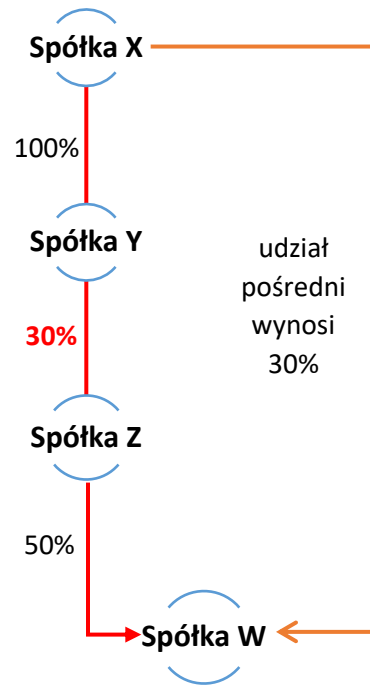 Spółka X
100%
Spółka Y
udział
pośredni
wynosi
30%
30%
Spółka Z
50%
Spółka W